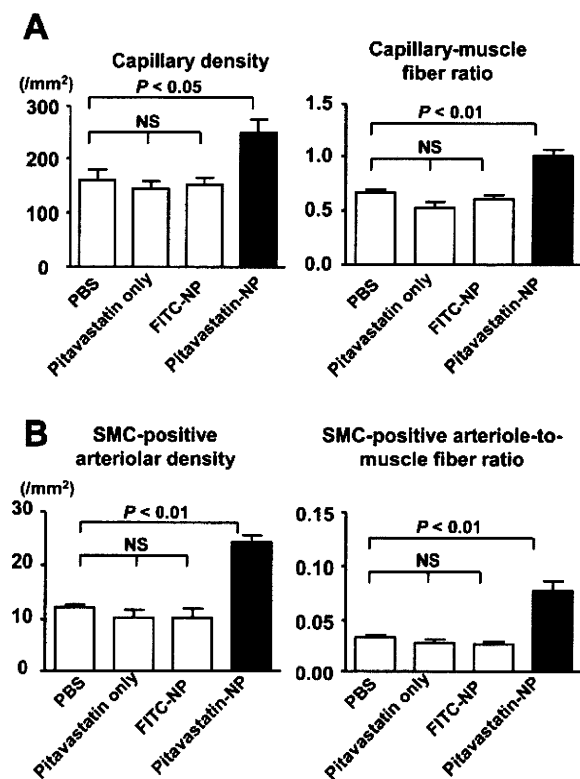 A
Capillary density
(/mm²)
P < 0.05
NS
300
200
100
0
PBS
Pitavastatin only
FITC-NP
Pitavastatin-NP
Capillary-muscle
fiber ratio
P < 0.01
NS
1.5
1.0
0.5
0.0
PBS
Pitavastatin only
FITC-NP
Pitavastatin-NP
B
SMC-positive
arteriolar density
(/mm²)
P < 0.01
NS
30
20
10
0
PBS
Pitavastatin only
FITC-NP
Pitavastatin-NP
SMC-positive arteriole-to-
muscle fiber ratio
P < 0.01
NS
0.15
0.10
0.05
0.00
PBS
Pitavastatin only
FITC-NP
Pitavastatin-NP